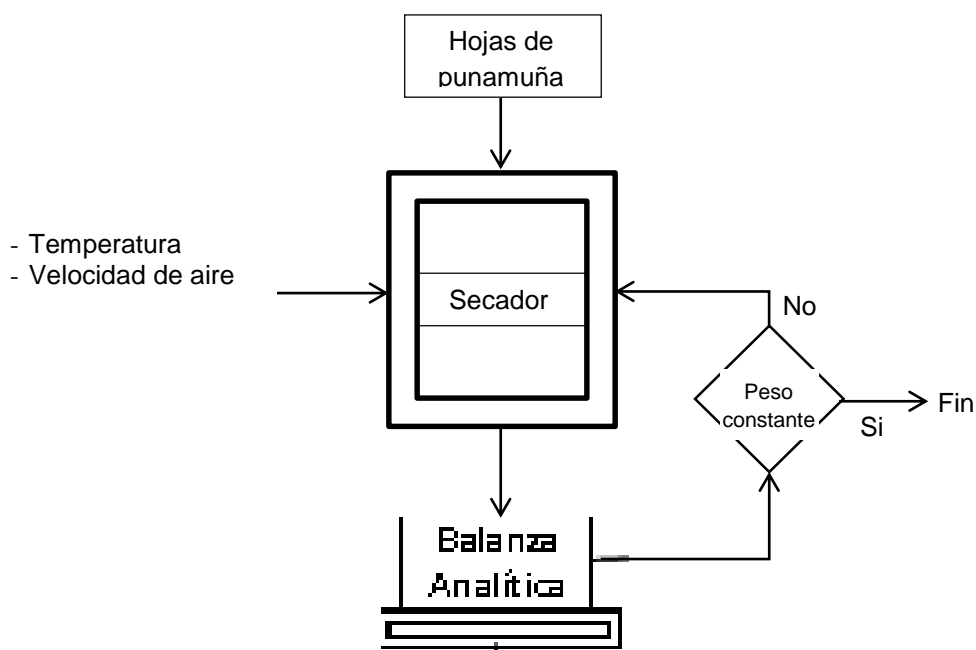 Hojas de
punamuña
- Temperatura
- Velocidad de aire
Secador
No
Peso
constante
Si
Fin
Balanza
Analítica